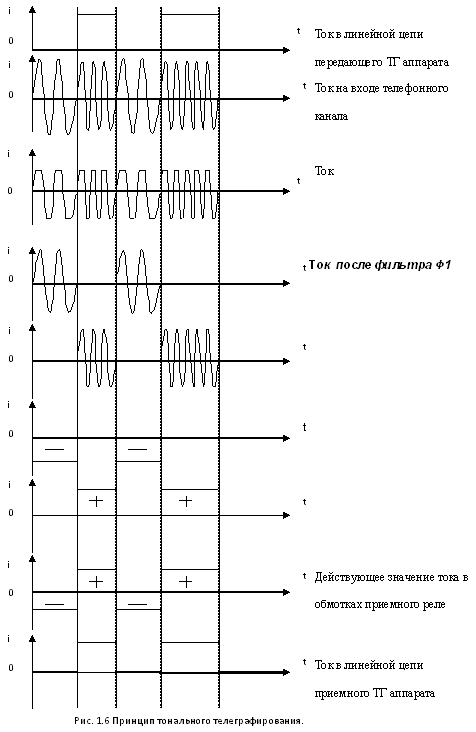 i
0
t
Ток в линейной цепи
передающего ТГ аппарата
i
0
t Ток на входе телефонного
канала
i
0
t
Ток
i
0
t Ток после фильтра Ф1
i
0
t
i
0
t
i
0
t
i
0
t Действующее значение тока в
обмотках приемного реле
i
0
t Ток в линейной цепи
приемного ТГ аппарата
Рис. 1.6 Принцип тонального телеграфирования.